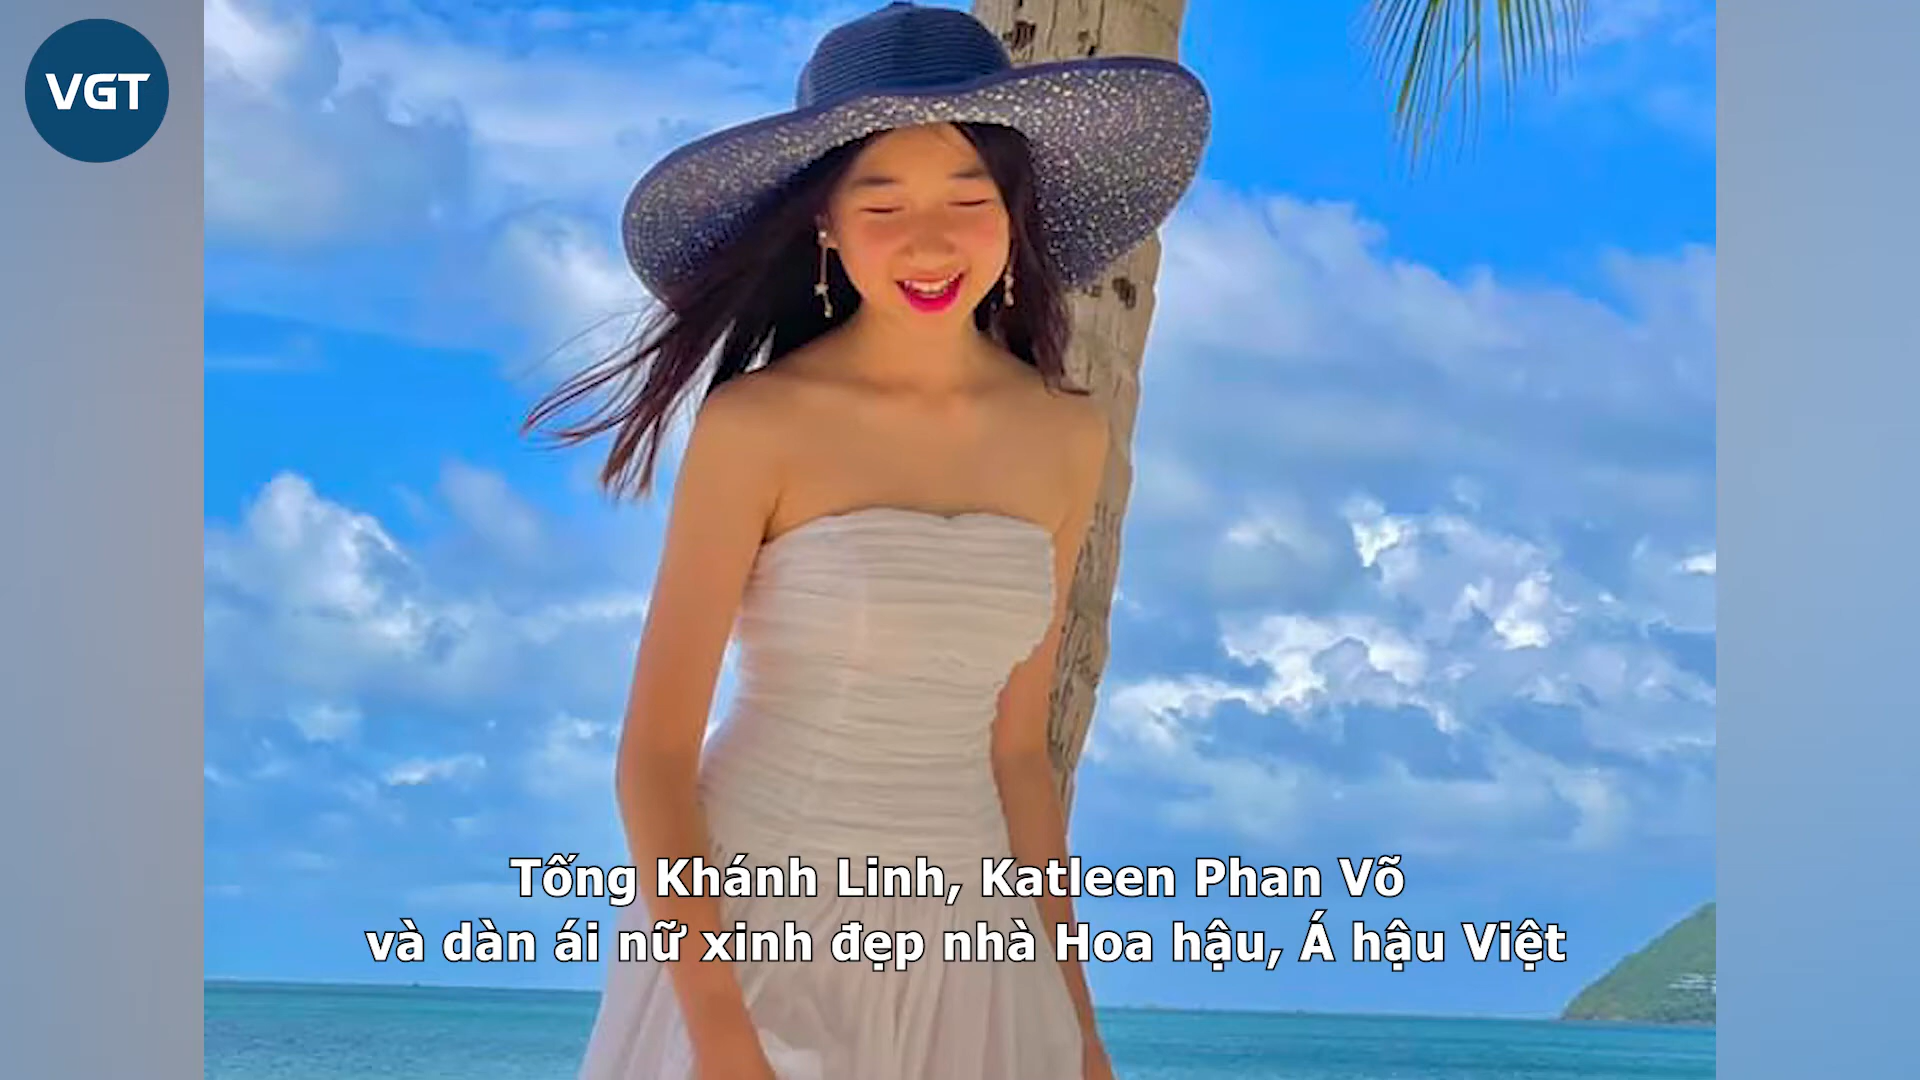 VGT
Tống Khánh Linh, Katleen Phan Võ
và dàn ái nữ xinh đẹp nhà Hoa hậu, Á hậu Việt